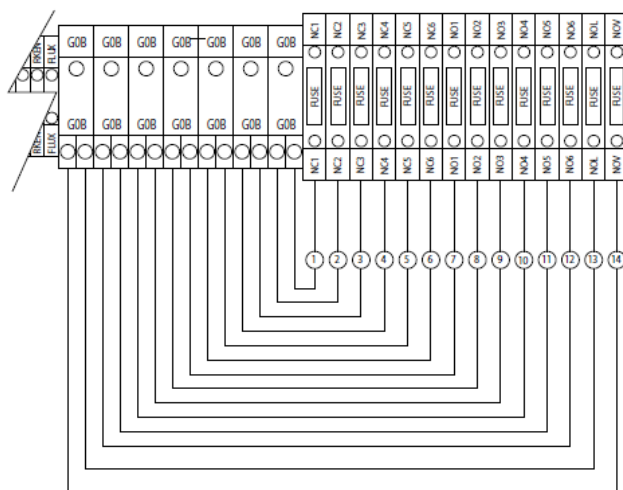 RKEN FLUX G0B G0B G0B G0B G0B G0B G0B NC1 NC2 NC3 NC4 NC5 NC6 NO1 NO2 NO3 NO4 NO5 NO6 NOL NOV
FUSE FUSE FUSE FUSE FUSE FUSE FUSE FUSE FUSE FUSE FUSE FUSE FUSE FUSE
RKEN FLUX G0B G0B G0B G0B G0B G0B G0B NC1 NC2 NC3 NC4 NC5 NC6 NO1 NO2 NO3 NO4 NO5 NO6 NOL NOV
1 2 3 4 5 6 7 8 9 10 11 12 13 14